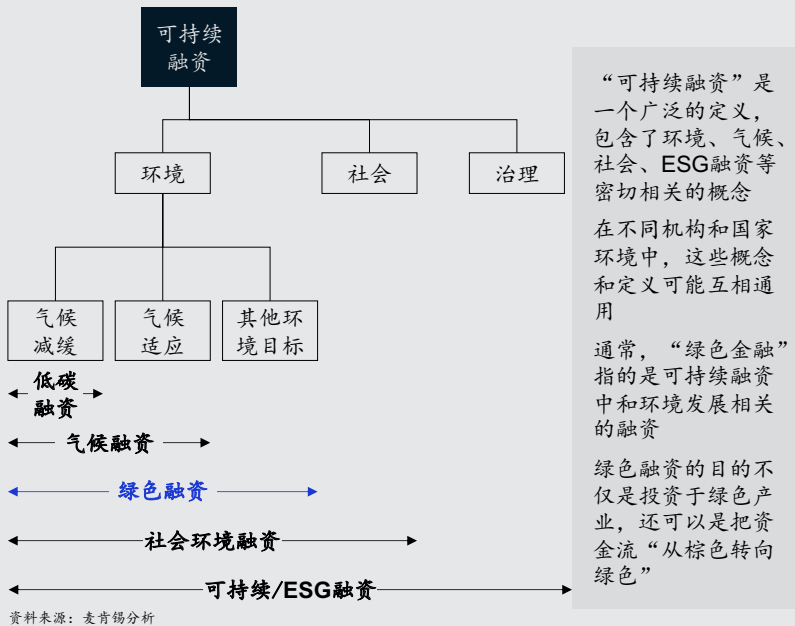 可持续
融资
环境
社会
治理
气候
减缓
气候
适应
其他环
境目标
低碳
融资
气候融资
绿色融资
社会环境融资
可持续/ESG融资
资料来源：麦肯锡分析
“可持续融资”是
一个广泛的定义，
包含了环境、气候、
社会、ESG融资等
密切相关的概念
在不同机构和国家
环境中，这些概念
和定义可能互相通
用
通常，“绿色金融”
指的是可持续融资
中和环境发展相关
的融资
绿色融资的目的不
仅是投资于绿色产
业，还可以是把资
金流“从棕色转向
绿色”